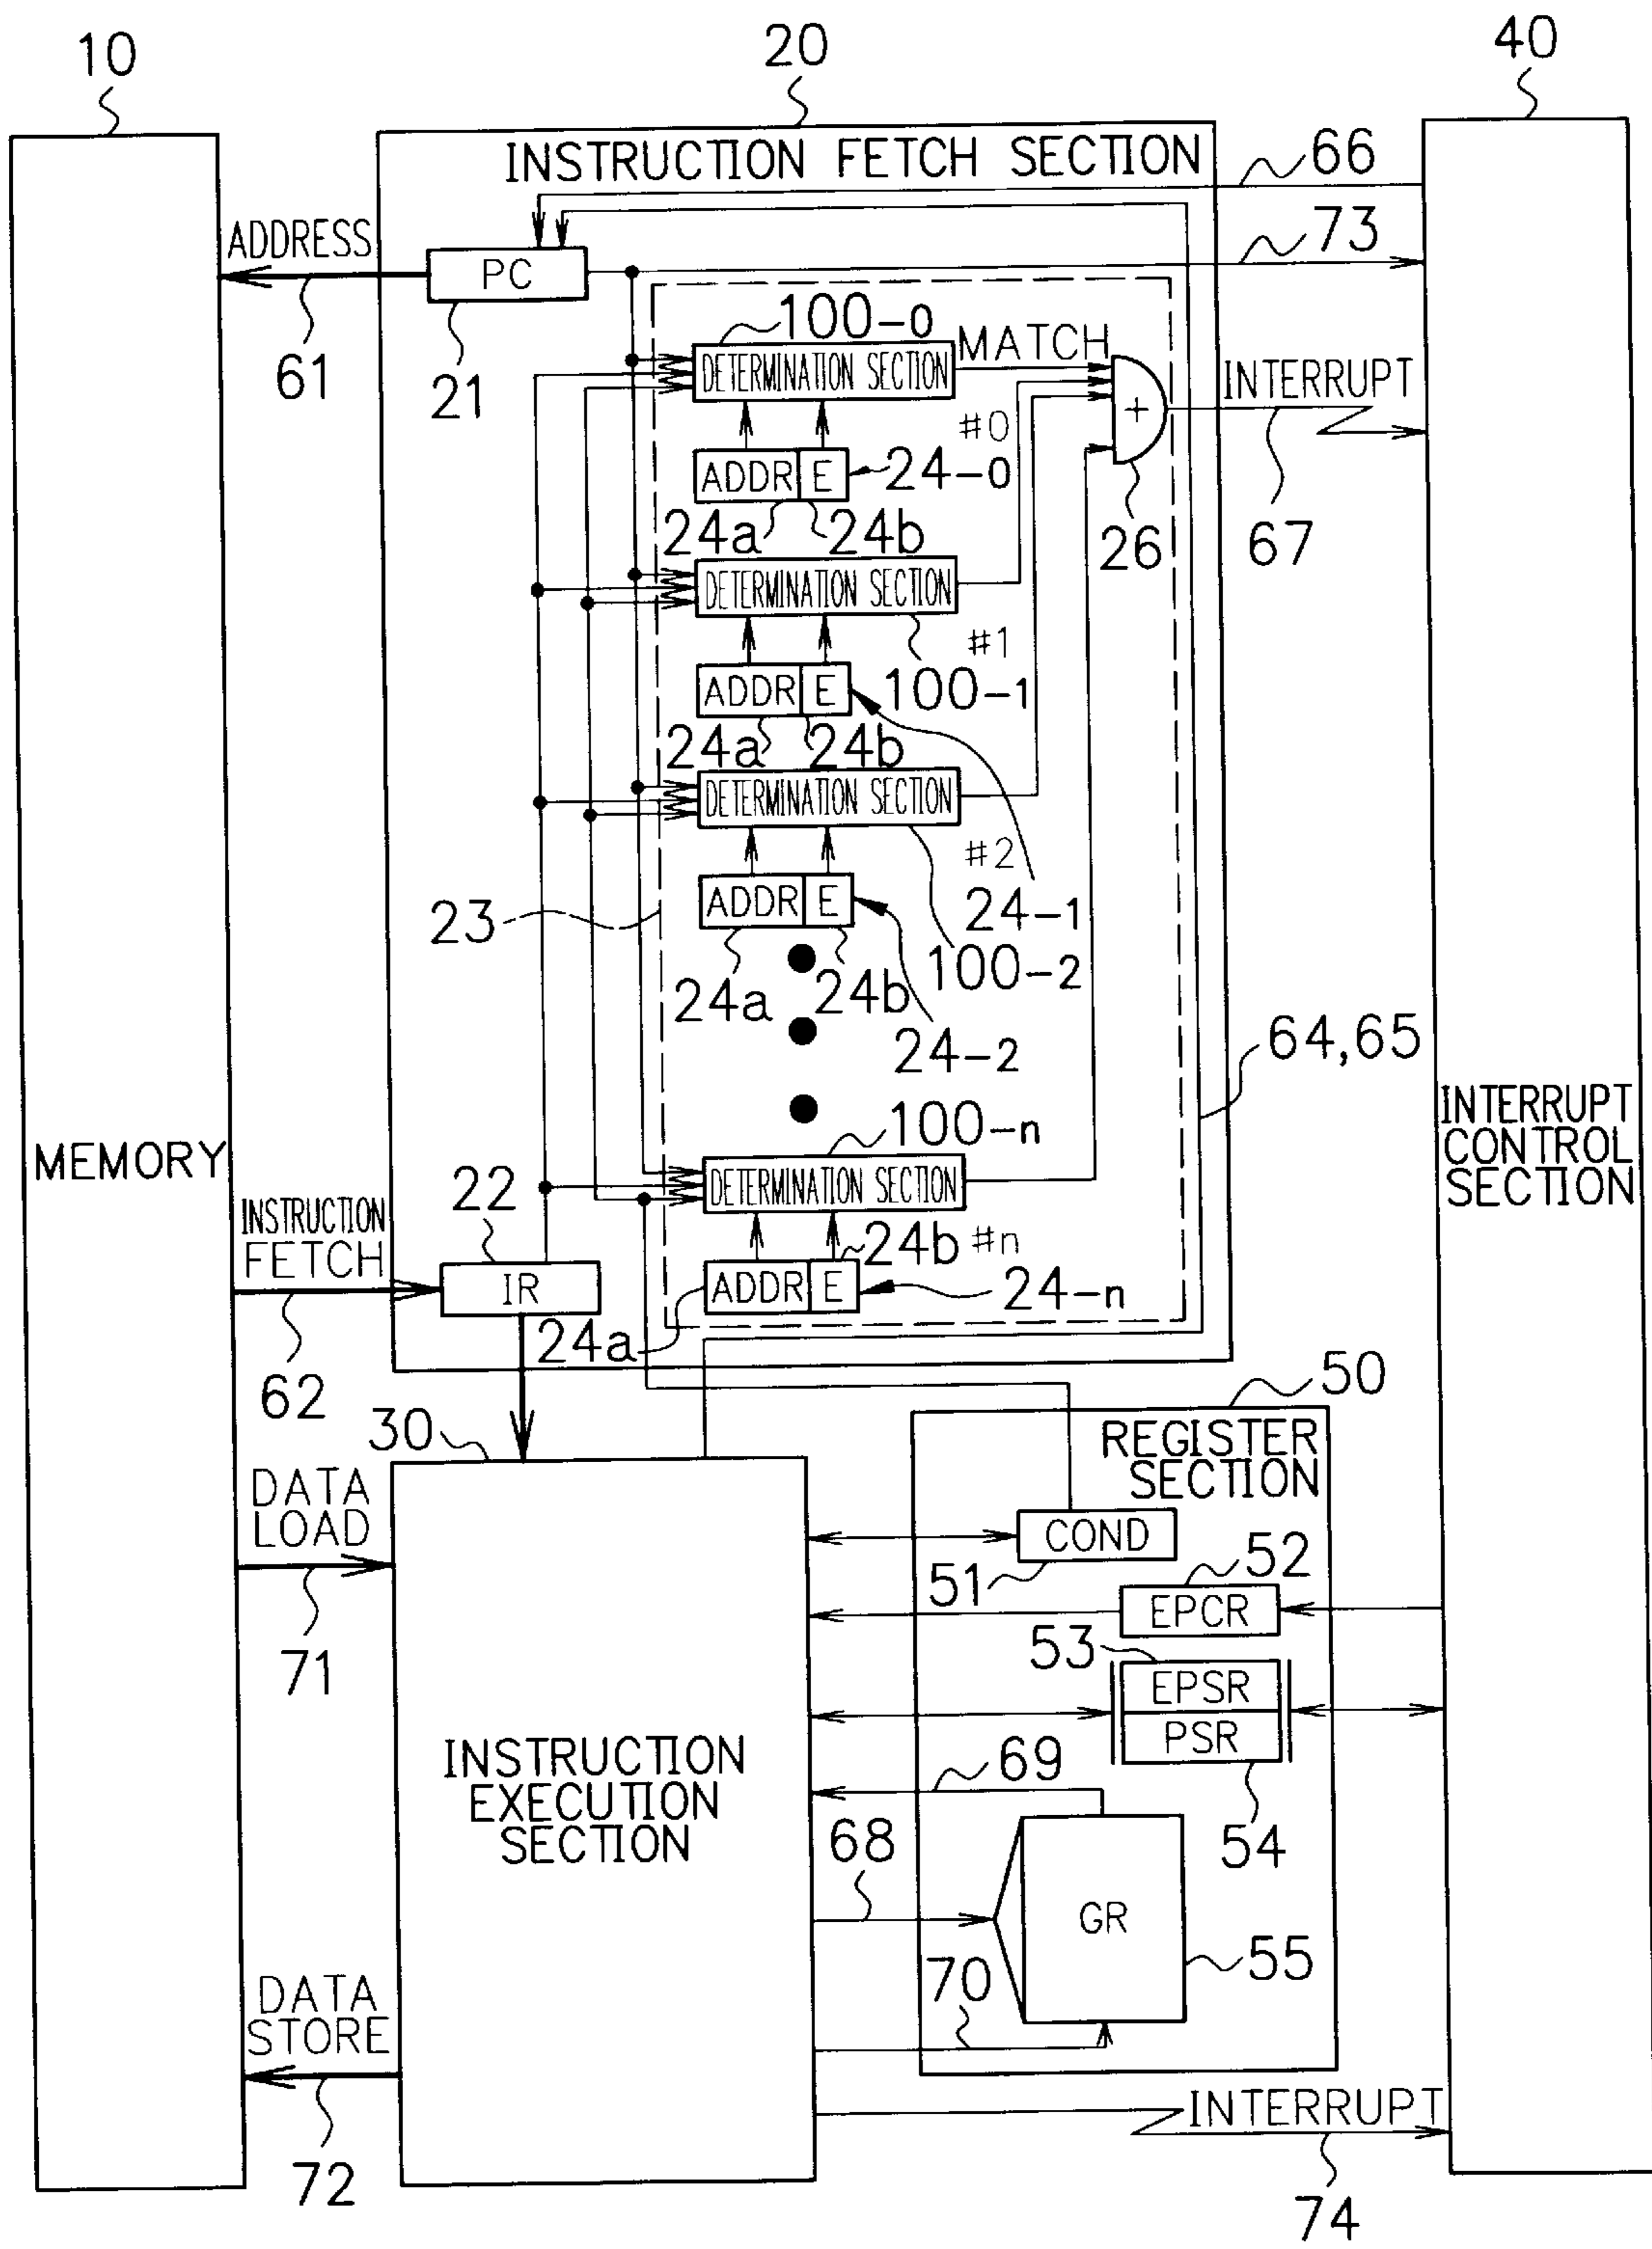 10
20
40
INSTRUCTION FETCH SECTION
66
ADDRESS
PC
73
61
21
100-0
MATCH
DETERMINATION SECTION
INTERRUPT
+
#0
ADDR E
24-0
24a 24b
26
67
DETERMINATION SECTION
#1
ADDR E
100-1
24a 24b
DETERMINATION SECTION
#2
ADDR E
24-1
23
100-2
24a 24b
24-2
64,65
100-n
MEMORY
INTERRUPT
CONTROL
SECTION
DETERMINATION SECTION
22
INSTRUCTION
FETCH
24b #n
IR
ADDR E
24-n
24a
62
50
30
REGISTER
SECTION
DATA
LOAD
COND
51
52
EPCR
71
53
EPSR
PSR
INSTRUCTION
EXECUTION
SECTION
69
54
68
GR
55
70
DATA
STORE
72
INTERRUPT
74